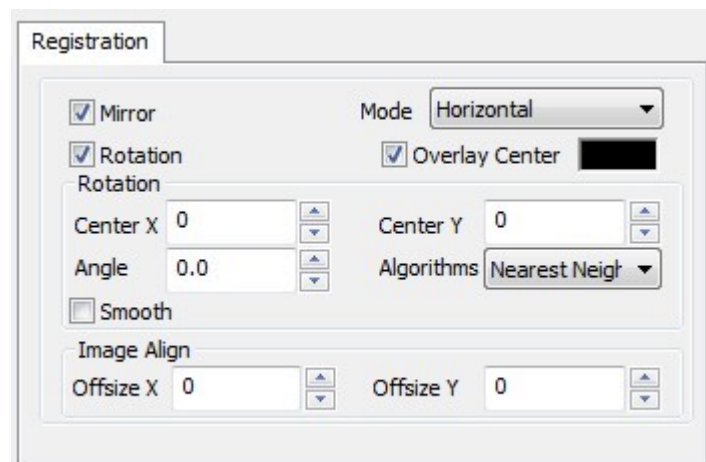 Registration
Mirror Mode Horizontal
Rotation Overlay Center
Rotation
Center X 0 Center Y 0
Angle 0.0 Algorithms Nearest Neigh
Smooth
Image Align
Offsize X 0 Offsize Y 0